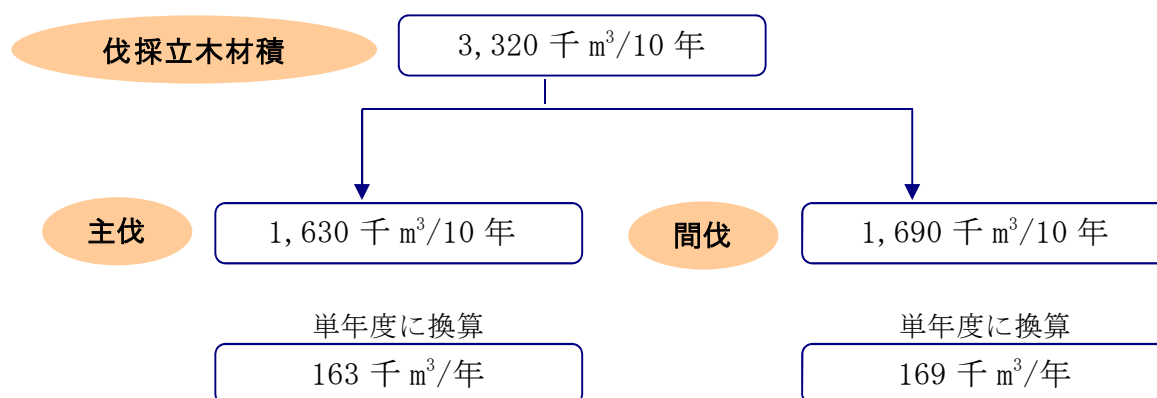 伐採立木材積
3,320 千 m³/10 年
主伐
1,630 千 m³/10 年
間伐
1,690 千 m³/10 年
単年度に換算
163 千 m³/年
単年度に換算
169 千 m³/年